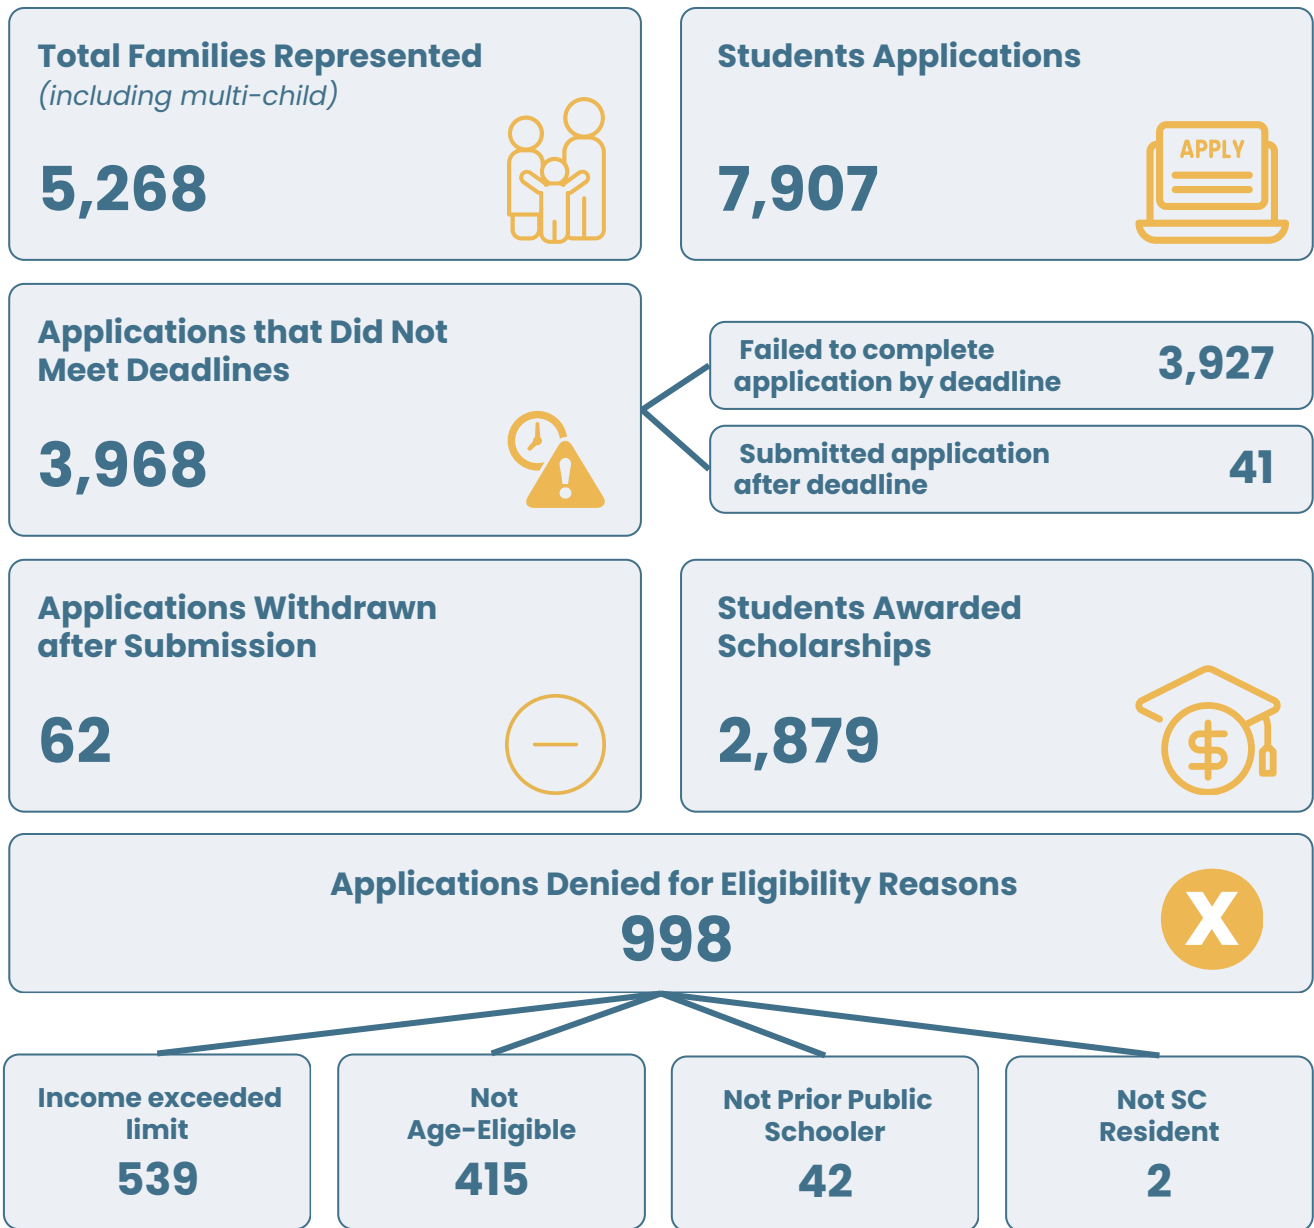 Total Families Represented
(including multi-child)
5,268
Students Applications
APPLY
7,907
Applications that Did Not
Meet Deadlines
3,968
Failed to complete
application by deadline
3,927
Submitted application
after deadline
41
Applications Withdrawn
after Submission
62
Students Awarded
Scholarships
2,879
$
Applications Denied for Eligibility Reasons
998
X
Income exceeded
limit
539
Not
Age-Eligible
415
Not Prior Public
Schooler
42
Not SC
Resident
2